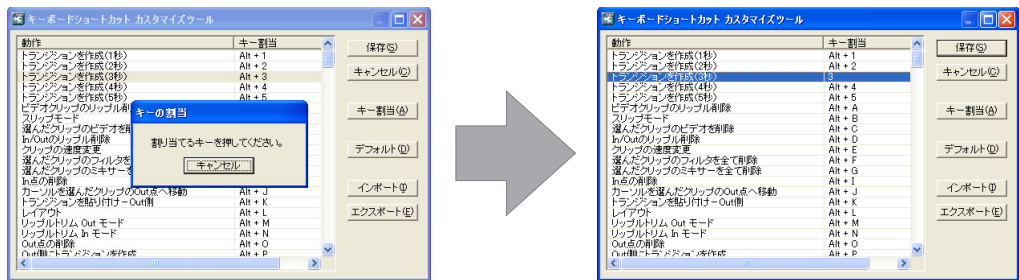 キーボードショートカット カスタマイズツール
動作 キー割当
トランジションを作成(1秒) Alt + 1
トランジションを作成(2秒) Alt + 2
トランジションを作成(3秒) Alt + 3
トランジションを作成(4秒) Alt + 4
トランジションを作成(5秒) Alt + 5
ビデオクリップのリップル削
スリップモード
選んだクリップのビデオを削
In/Outのリップル削除
クリップの速度変更
選んだクリップのフィルタを
選んだクリップのミキサーを
In点の削除
カーソルを選んだクリップのOut点へ移動 Alt + J
トランジションを貼り付け-Out側 Alt + K
レイアウト Alt + L
リップルトリム Out モード Alt + M
リップルトリム In モード Alt + N
Out点の削除 Alt + O
Out側にトランジションを作成 Alt + P
キーの割当
割り当てるキーを押してください。
キャンセル
保存(S)
キャンセル(C)
キー割当(A)
デフォルト(D)
インポート(I)
エクスポート(E)
キーボードショートカット カスタマイズツール
動作 キー割当
トランジションを作成(1秒) Alt + 1
トランジションを作成(2秒) Alt + 2
トランジションを作成(3秒) 3
トランジションを作成(4秒) Alt + 4
トランジションを作成(5秒) Alt + 5
ビデオクリップのリップル削除 Alt + A
スリップモード Alt + B
選んだクリップのビデオを削除 Alt + C
In/Outのリップル削除 Alt + D
クリップの速度変更 Alt + E
選んだクリップのフィルタを全て削除 Alt + F
選んだクリップのミキサーを全て削除 Alt + G
In点の削除 Alt + I
カーソルを選んだクリップのOut点へ移動 Alt + J
トランジションを貼り付け-Out側 Alt + K
レイアウト Alt + L
リップルトリム Out モード Alt + M
リップルトリム In モード Alt + N
Out点の削除 Alt + O
Out側にトランジションを作成 Alt + P
保存(S)
キャンセル(C)
キー割当(A)
デフォルト(D)
インポート(I)
エクスポート(E)